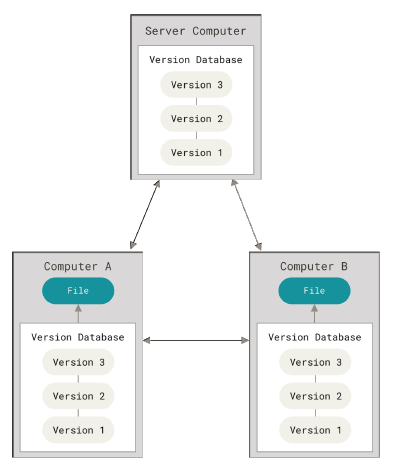 Server Computer
Version Database
Version 3
Version 2
Version 1
Computer A
File
Version Database
Version 3
Version 2
Version 1
Computer B
File
Version Database
Version 3
Version 2
Version 1